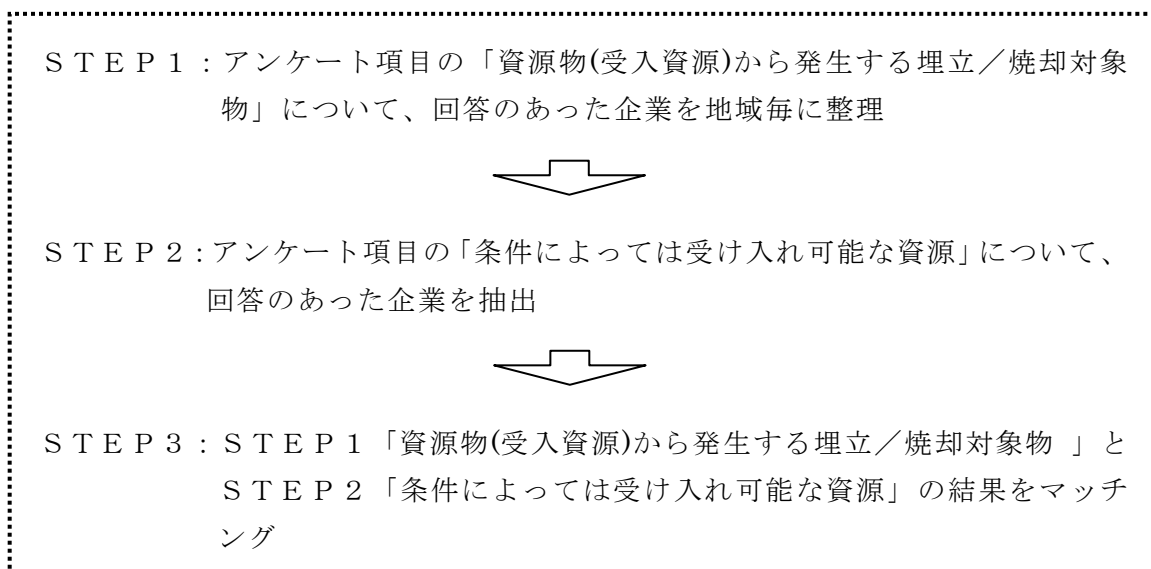 ＳＴＥＰ１：アンケート項目の「資源物(受入資源)から発生する埋立／焼却対象
物」について、回答のあった企業を地域毎に整理
ＳＴＥＰ２：アンケート項目の「条件によっては受け入れ可能な資源」について、
回答のあった企業を抽出
ＳＴＥＰ３：ＳＴＥＰ１「資源物(受入資源)から発生する埋立／焼却対象物 」と
ＳＴＥＰ２「条件によっては受け入れ可能な資源」の結果をマッチ
ング